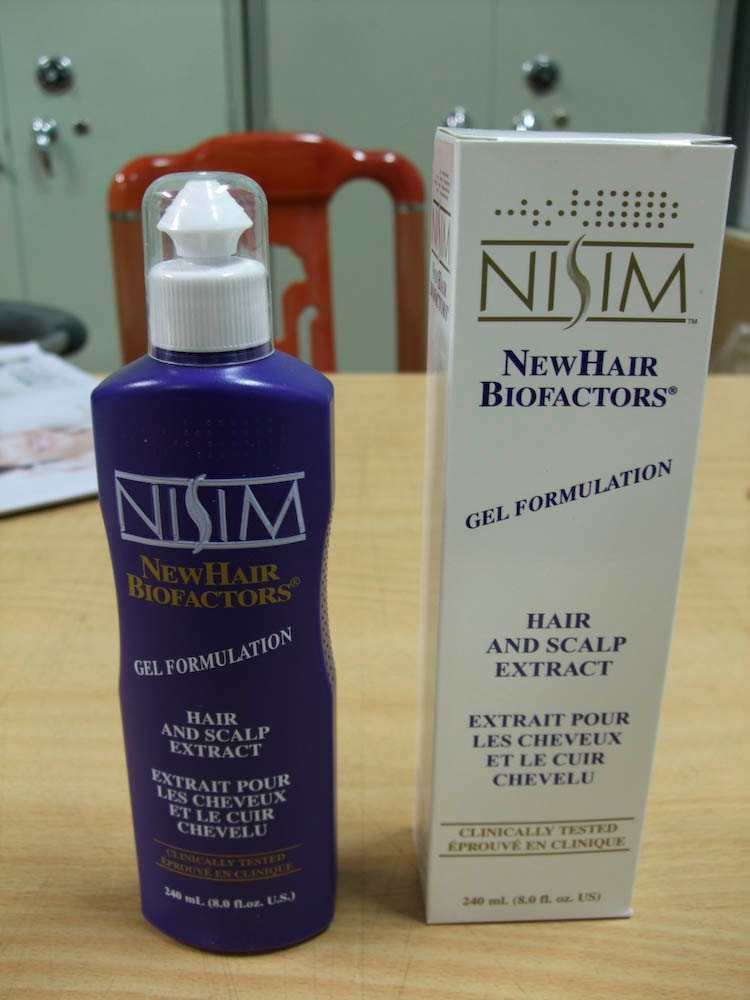 NISIM
NEWHAIR
BIOFACTORS®
GEL FORMULATION
HAIR
AND SCALP
EXTRACT
EXTRAIT POUR
LES CHEVEUX
ET LE CUIR
CHEVELU
CLINICALLY TESTED
ÉPROUVÉ EN CLINIQUE
240 mL (8.0 fl.oz. U.S.)
NISIM™
NEWHAIR
BIOFACTORS®
GEL FORMULATION
HAIR
AND SCALP
EXTRACT
EXTRAIT POUR
LES CHEVEUX
ET LE CUIR
CHEVELU
CLINICALLY TESTED
ÉPROUVÉ EN CLINIQUE
240 mL (8.0 fl. oz. US)